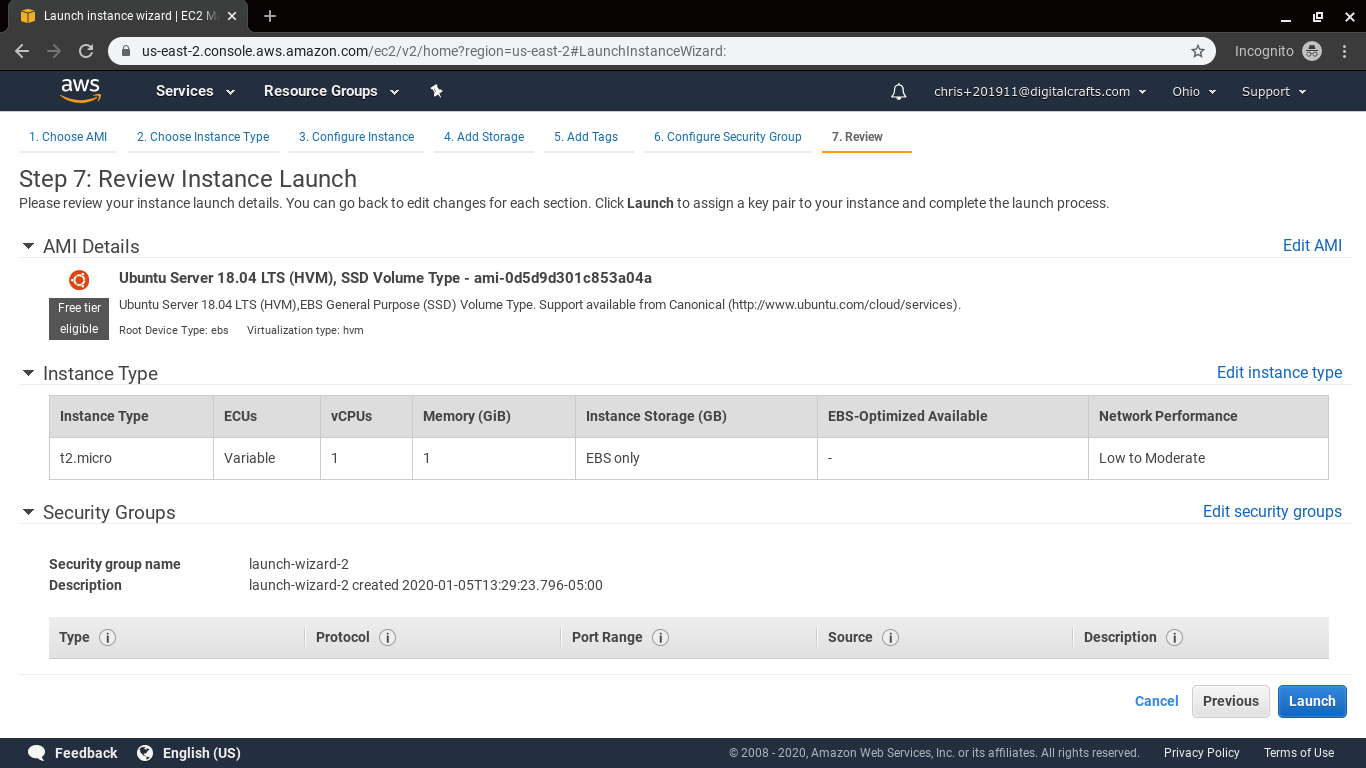 Launch instance wizard | EC2 Ma
us-east-2.console.aws.amazon.com/ec2/v2/home?region=us-east-2#LaunchInstanceWizard:
Incognito
aws
Services
Resource Groups
chris+201911@digitalcrafts.com
Ohio
Support
1. Choose AMI
2. Choose Instance Type
3. Configure Instance
4. Add Storage
5. Add Tags
6. Configure Security Group
7. Review
Step 7: Review Instance Launch
Please review your instance launch details. You can go back to edit changes for each section. Click Launch to assign a key pair to your instance and complete the launch process.
AMI Details
Edit AMI
Free tier
eligible
Ubuntu Server 18.04 LTS (HVM), SSD Volume Type - ami-0d5d9d301c853a04a
Ubuntu Server 18.04 LTS (HVM),EBS General Purpose (SSD) Volume Type. Support available from Canonical (http://www.ubuntu.com/cloud/services).
Root Device Type: ebs Virtualization type: hvm
Instance Type
Edit instance type
Instance Type ECUs vCPUs Memory (GiB) Instance Storage (GB) EBS-Optimized Available Network Performance
t2.micro Variable 1 1 EBS only - Low to Moderate
Security Groups
Edit security groups
Security group name launch-wizard-2
Description launch-wizard-2 created 2020-01-05T13:29:23.796-05:00
Type Protocol Port Range Source Description
Cancel Previous Launch
Feedback English (US) © 2008 - 2020, Amazon Web Services, Inc. or its affiliates. All rights reserved. Privacy Policy Terms of Use